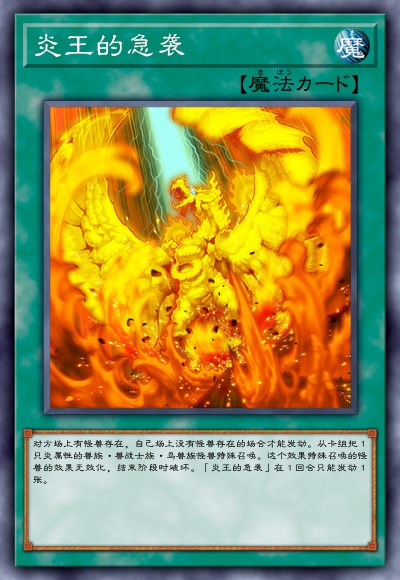 炎王的急袭
魔
【魔法カード】
ま ほう
对方场上有怪兽存在，自己场上没有怪兽存在的场合才能发动。从卡组把1
只炎属性的兽族・兽战士族・鸟兽族怪兽特殊召唤。这个效果特殊召唤的怪
兽的效果无效化，结束阶段时破坏。「炎王的急袭」在1回合只能发动1
张。